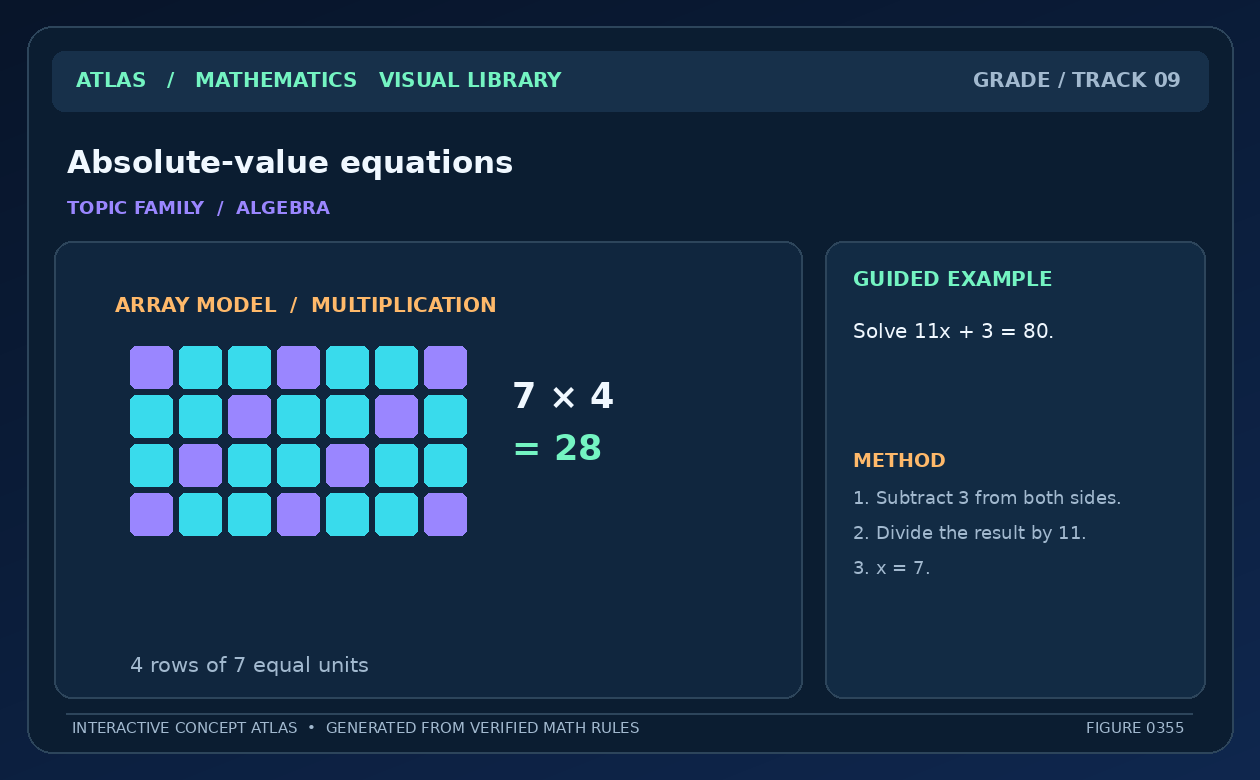 ATLAS / MATHEMATICS VISUAL LIBRARY
GRADE / TRACK 09
Absolute-value equations
TOPIC FAMILY / ALGEBRA
ARRAY MODEL / MULTIPLICATION
7 × 4
= 28
4 rows of 7 equal units
GUIDED EXAMPLE
Solve 11x + 3 = 80.
METHOD
1. Subtract 3 from both sides.
2. Divide the result by 11.
3. x = 7.
INTERACTIVE CONCEPT ATLAS • GENERATED FROM VERIFIED MATH RULES
FIGURE 0355